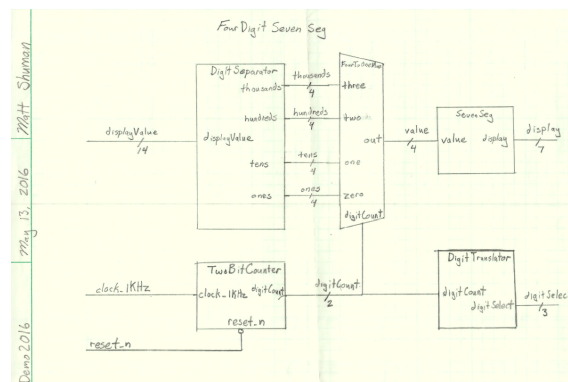 Four Digit Seven Seg
Matt Shuman
May 13, 2016
Demo 2016
Digit Separator
thousands
hundreds
displayValue
tens
ones
displayValue
14
thousands
4
hundreds
4
tens
4
ones
4
FourToOneMux
three
two
out
one
zero
digitCount
value
4
SevenSeg
value
display
display
7
clock_1KHz
TwoBitCounter
clock_1KHz
digitCount
reset_n
reset_n
digitCount
2
Digit Translator
digitCount
digitSelect
digitSelec
3